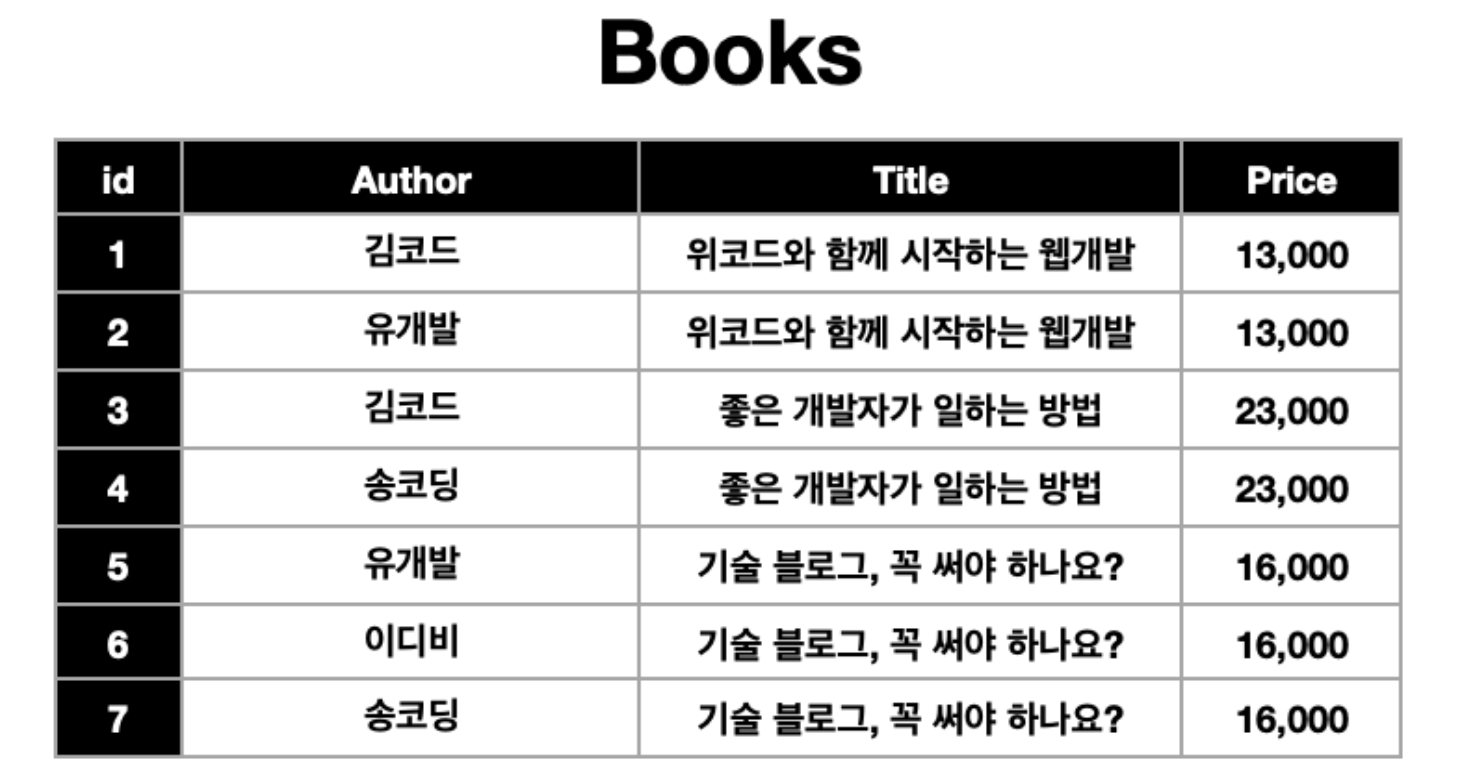 Books
id Author Title Price
1 김코드 위코드와 함께 시작하는 웹개발 13,000
2 유개발 위코드와 함께 시작하는 웹개발 13,000
3 김코드 좋은 개발자가 일하는 방법 23,000
4 송코딩 좋은 개발자가 일하는 방법 23,000
5 유개발 기술 블로그, 꼭 써야 하나요? 16,000
6 이디비 기술 블로그, 꼭 써야 하나요? 16,000
7 송코딩 기술 블로그, 꼭 써야 하나요? 16,000